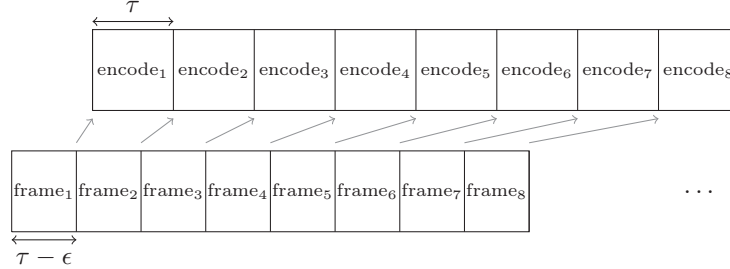 τ
encode₁ encode₂ encode₃ encode₄ encode₅ encode₆ encode₇ encode₈
frame₁ frame₂ frame₃ frame₄ frame₅ frame₆ frame₇ frame₈ ...
τ − ϵ